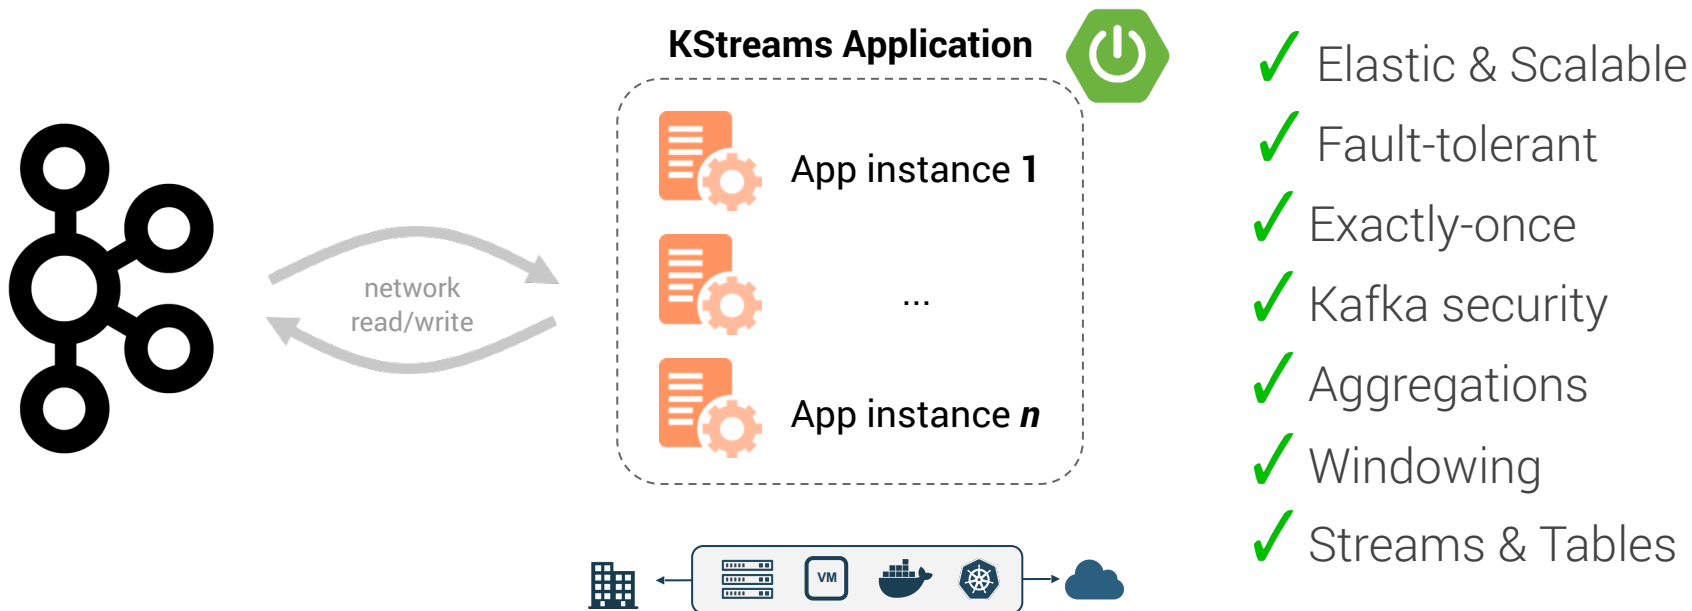 KStreams Application
App instance 1
...
App instance n
network
read/write
VM
✓ Elastic & Scalable
✓ Fault-tolerant
✓ Exactly-once
✓ Kafka security
✓ Aggregations
✓ Windowing
✓ Streams & Tables